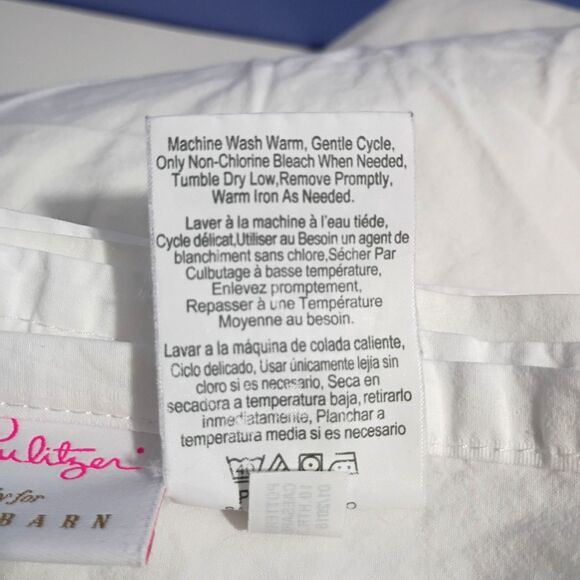 Machine Wash Warm, Gentle Cycle,
Only Non-Chlorine Bleach When Needed,
Tumble Dry Low,Remove Promptly,
Warm Iron As Needed.
Laver à la machine à l'eau tiéde,
Cycle délicat,Utiliser au Besoin un agent de
blanchiment sans chlore,Sécher Par
Culbutage à basse température,
Enlevez promptement,
Repasser à une Température
Moyenne au besoin.
Lavar a la máquina de colada caliente,
Ciclo delicado, Usar únicamente lejía sin
cloro si es necesario, Seca en
secadora a temperatura baja, retirarlo
inmediatamente, Planchar a
temperatura media si es necesario
Pulitzer
for
BARN